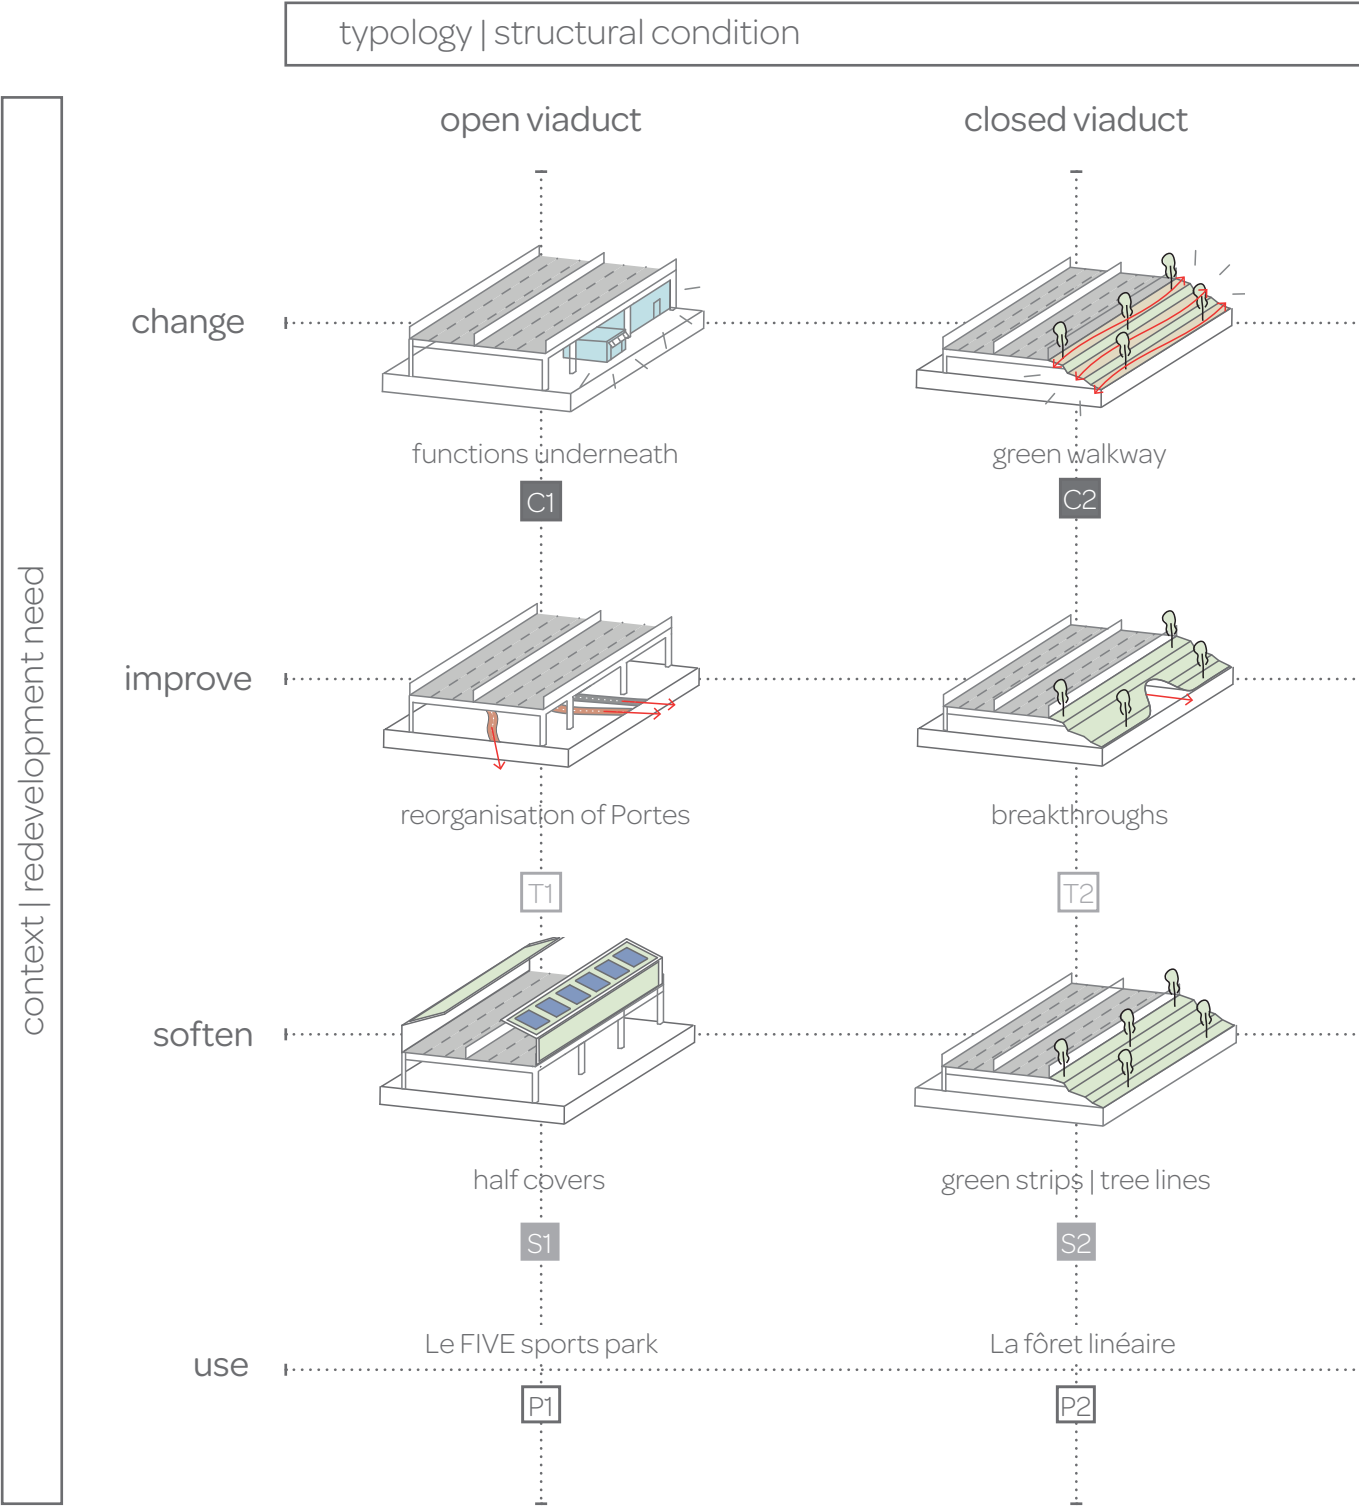 typology | structural condition
context | redevelopment need
open viaduct
closed viaduct
change
functions underneath
green walkway
C1
C2
improve
reorganisation of Portes
breakthroughs
T1
T2
soften
half covers
green strips | tree lines
S1
S2
use
Le FIVE sports park
La fôret linéaire
P1
P2